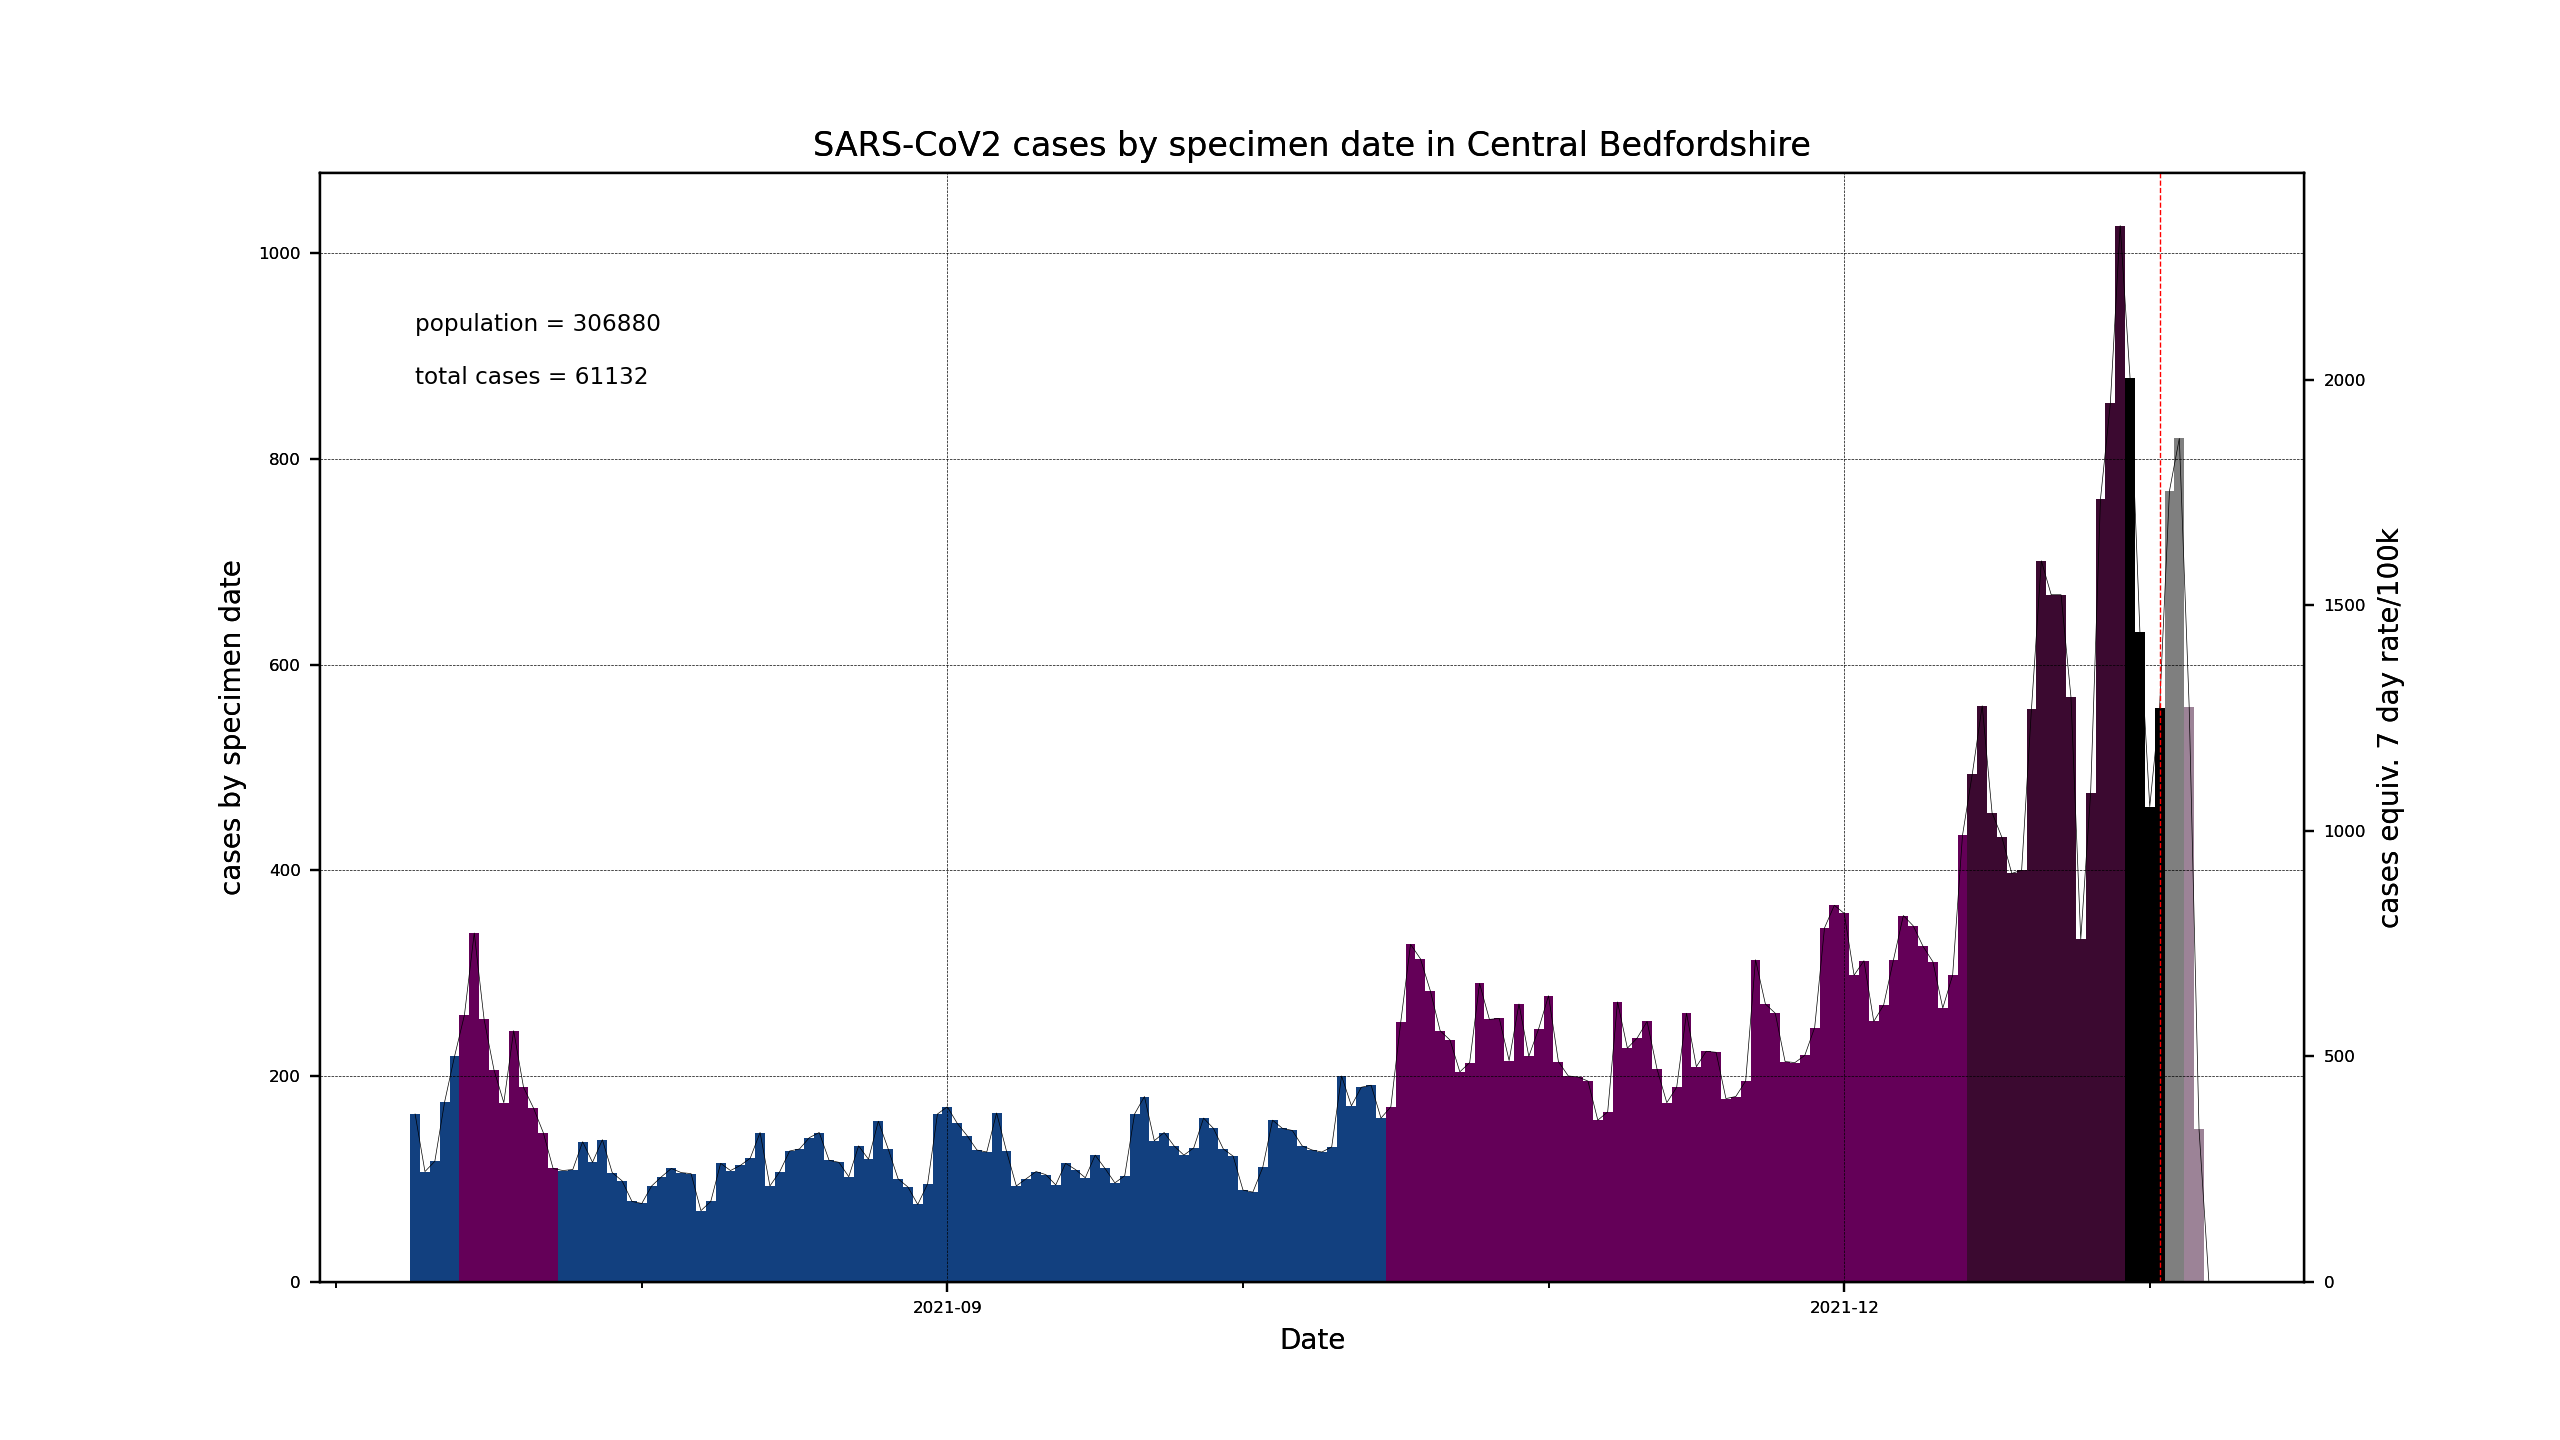 SARS-CoV2 cases by specimen date in Central Bedfordshire
population = 306880
total cases = 61132
cases by specimen date
1000
800
600
400
200
0
2000
1500
1000
500
0
cases equiv. 7 day rate/100k
2021-09
2021-12
Date